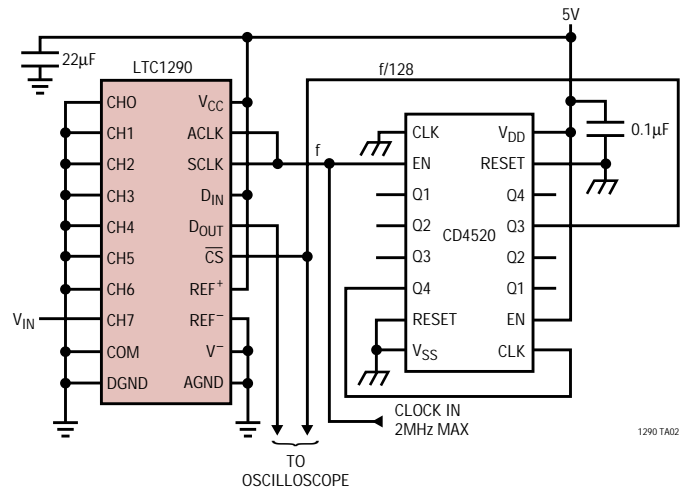 5V
22µF
f/128
LTC1290
CHO
CH1
CH2
CH3
CH4
CH5
CH6
CH7
COM
DGND
VCC
ACLK
SCLK
DIN
DOUT
CS
REF+
REF−
V−
AGND
VIN
f
CLK
EN
Q1
Q2
Q3
Q4
RESET
VSS
CD4520
VDD
RESET
Q4
Q3
Q2
Q1
EN
CLK
0.1µF
CLOCK IN
2MHz MAX
TO
OSCILLOSCOPE
1290 TA02